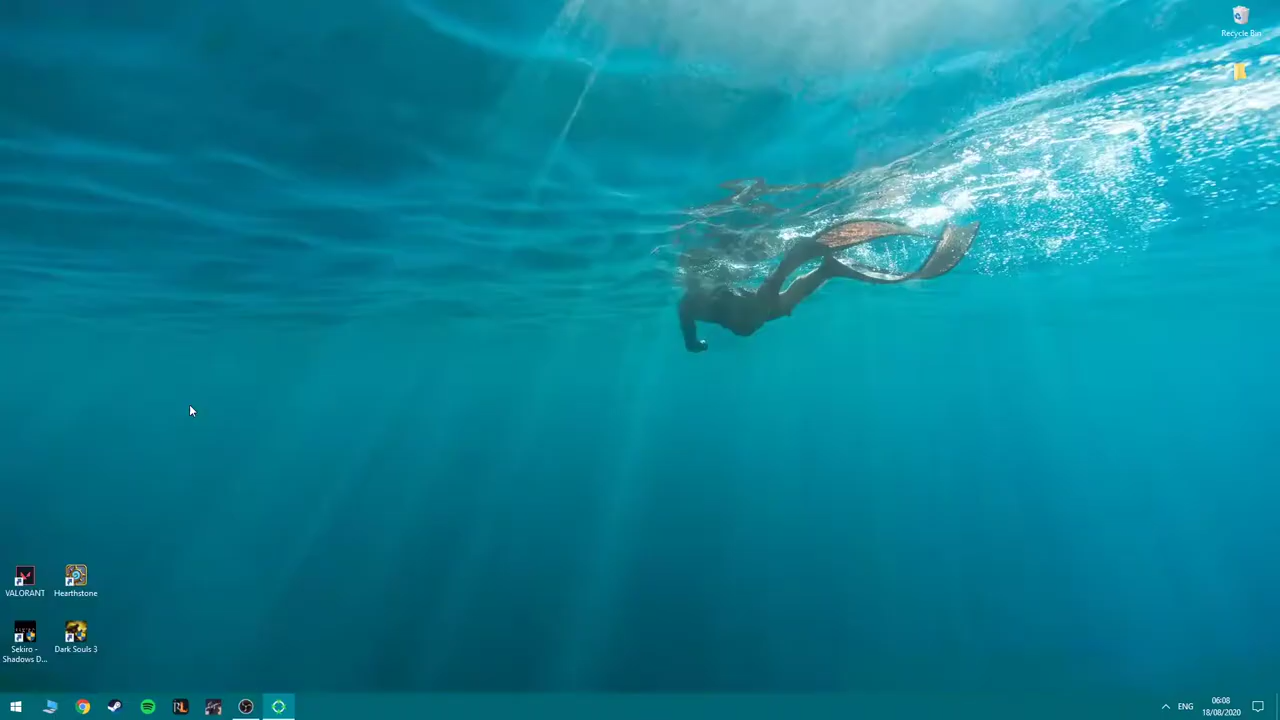 Recycle Bin
VALORANT
Hearthstone
Sekiro -
Shadows D...
Dark Souls 3
ENG
06:08
18/08/2020